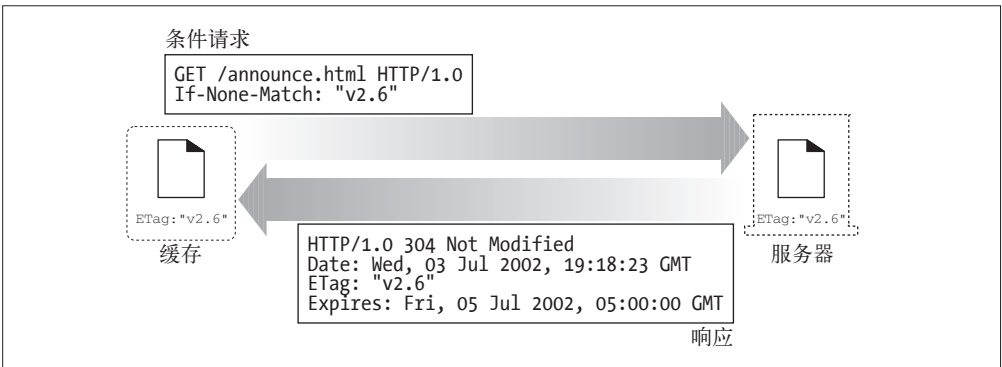 条件请求
GET /announce.html HTTP/1.0
If-None-Match: "v2.6"
ETag:"v2.6"
缓存
ETag:"v2.6"
服务器
HTTP/1.0 304 Not Modified
Date: Wed, 03 Jul 2002, 19:18:23 GMT
ETag: "v2.6"
Expires: Fri, 05 Jul 2002, 05:00:00 GMT
响应